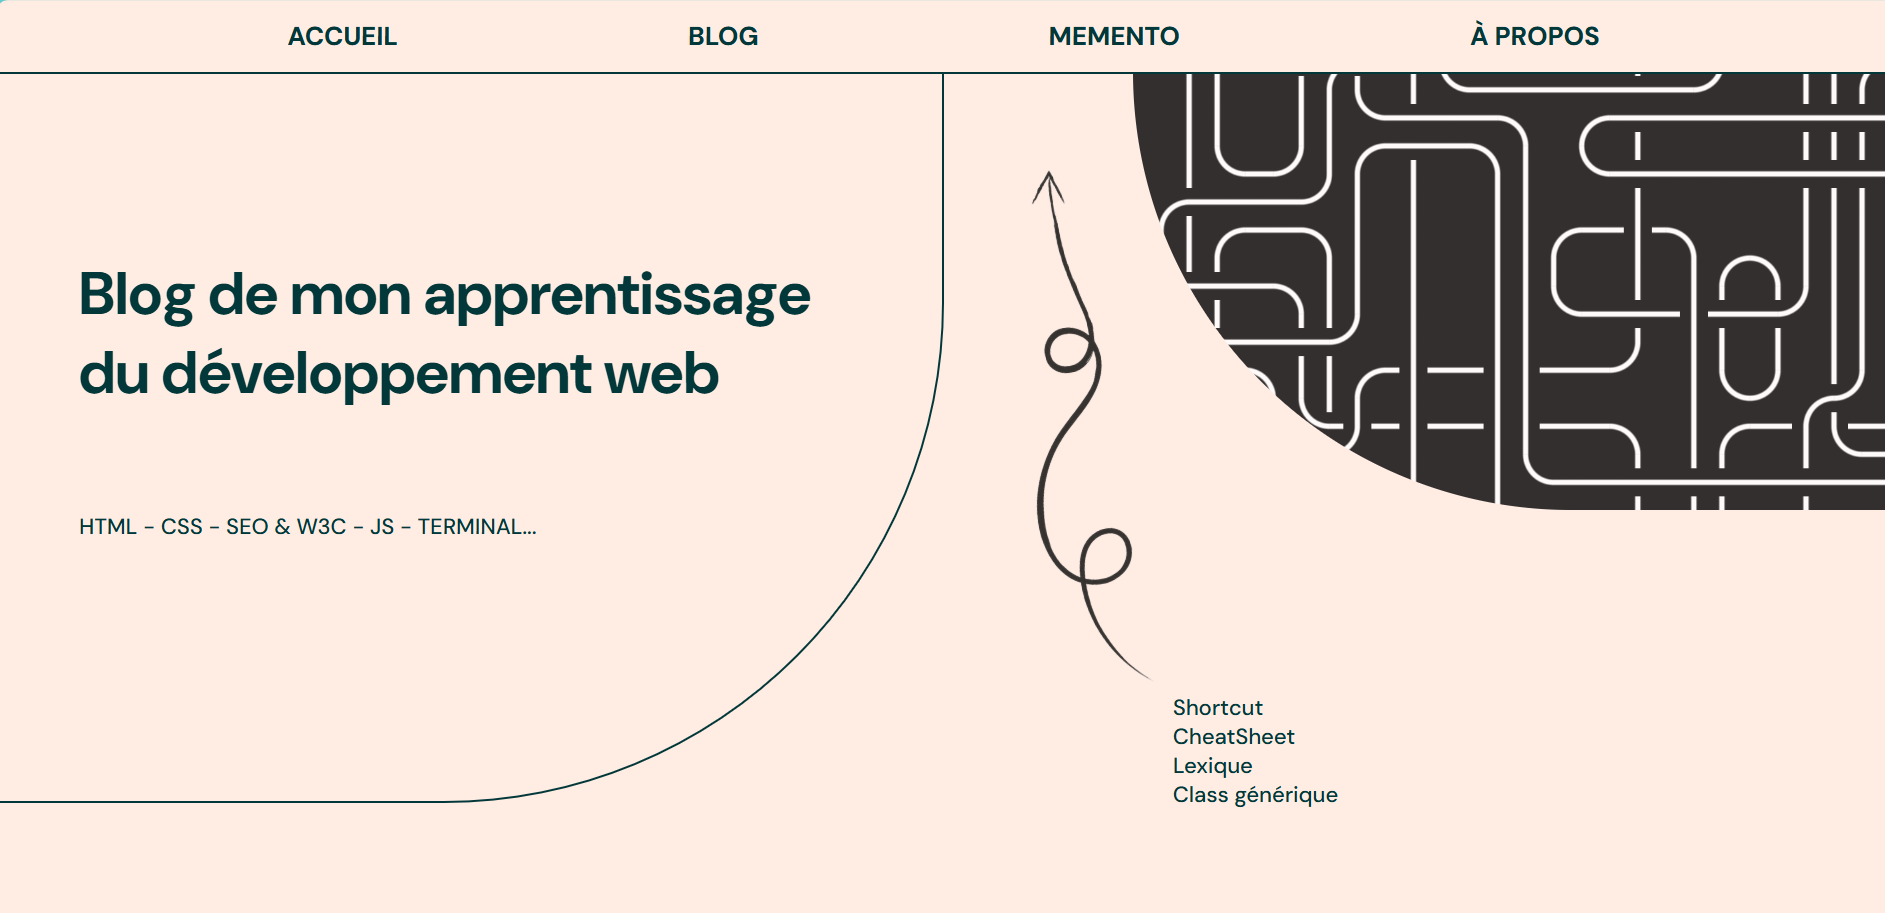 ACCUEIL BLOG MEMENTO À PROPOS
Blog de mon apprentissage
du développement web
HTML - CSS - SEO & W3C - JS - TERMINAL...
Shortcut
CheatSheet
Lexique
Class générique